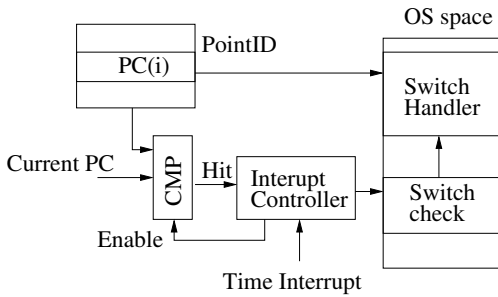 OS space
PointID
PC(i)
Switch
Handler
Current PC
CMP
Hit
Interupt
Controller
Switch
check
Enable
Time Interrupt